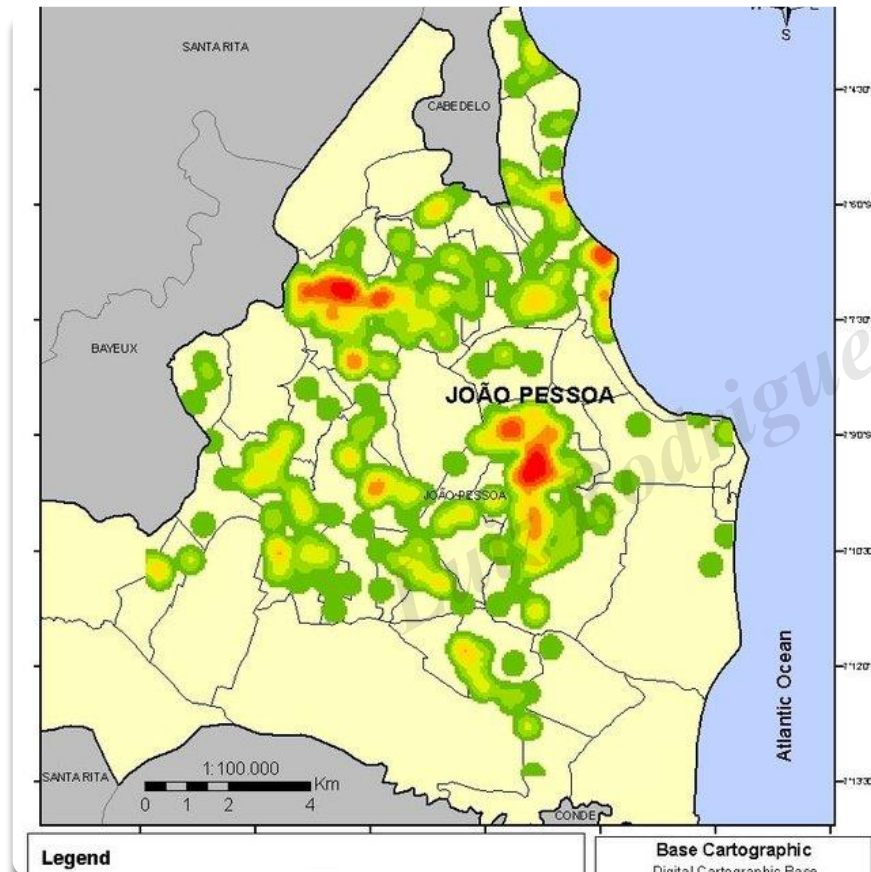 S
SANTA RITA
CABEDELO
BAYEUX
JOÃO PESSOA
JOÃO PESSOA
Atlantic Ocean
1:100.000
Km
0 1 2 4
SANTA RITA
CONDE
Legend
Base Cartographic
Digital Cartographic Base